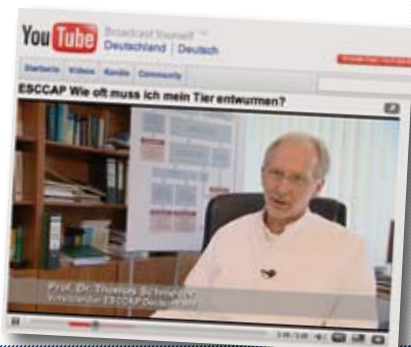 You Tube
Broadcast Yourself ™
Deutschland | Deutsch
Startseite Videos Kanäle Community
ESCCAP Wie oft muss ich mein Tier entwurmen?
Prof. Dr. Thomas
ESCCAP Deutschland